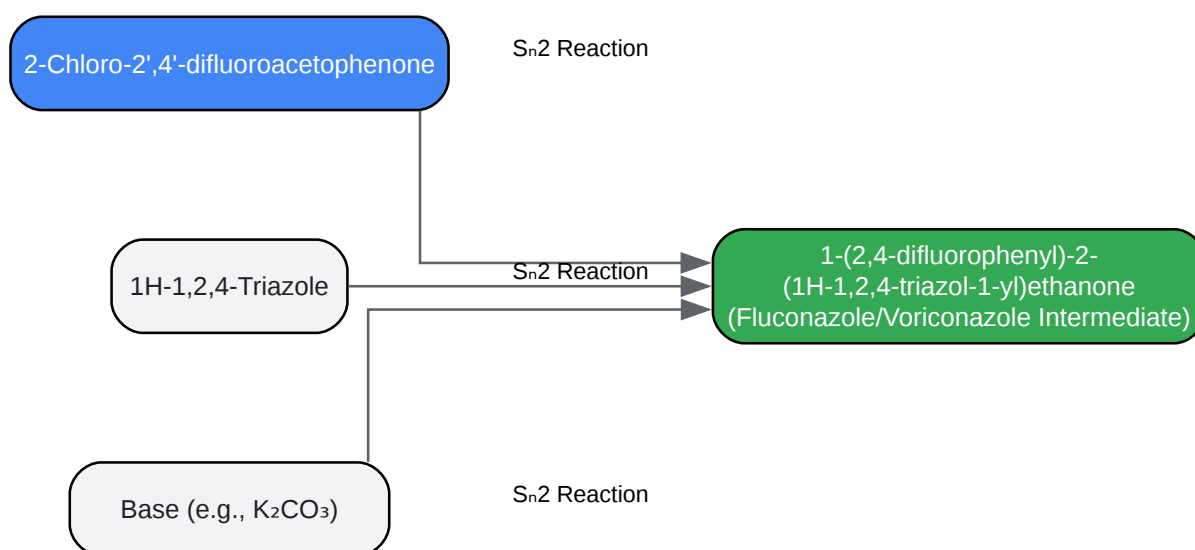 2-Chloro-2',4'-difluoroacetophenone
Sₙ2 Reaction
1H-1,2,4-Triazole
Sₙ2 Reaction
1-(2,4-difluorophenyl)-2-
(1H-1,2,4-triazol-1-yl)ethanone
(Fluconazole/Voriconazole Intermediate)
Base (e.g., K₂CO₃)
Sₙ2 Reaction